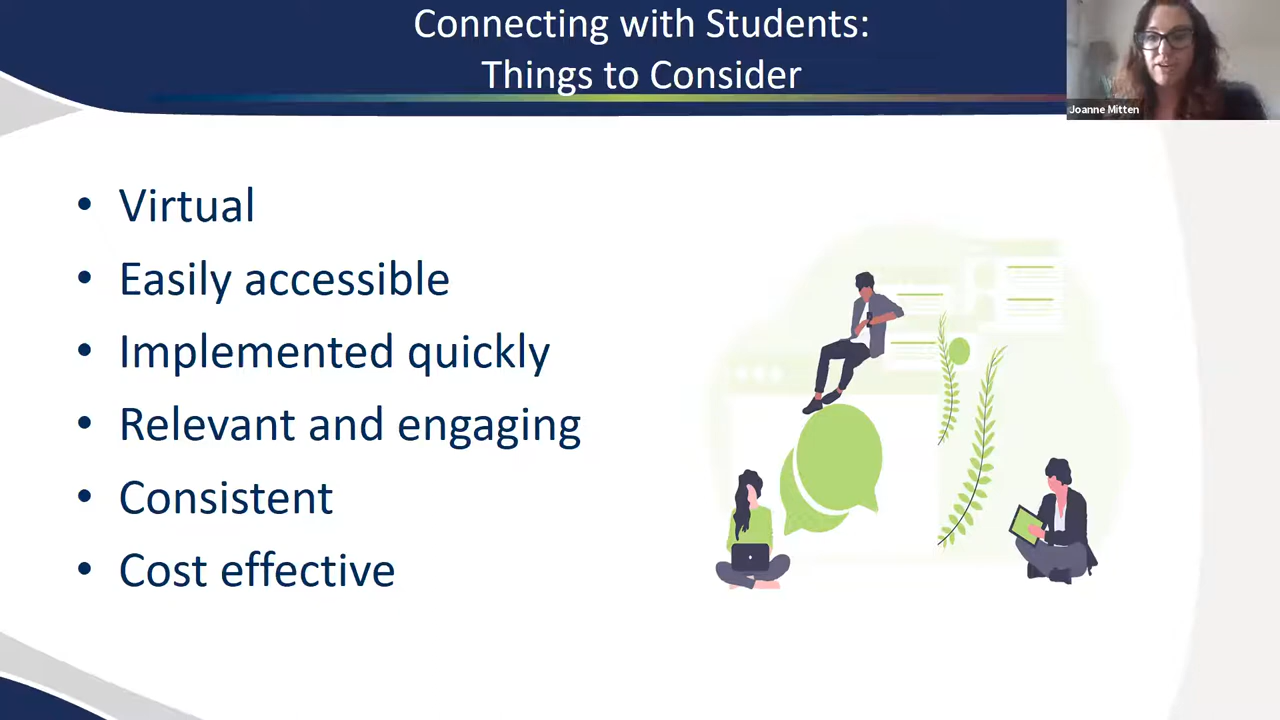 Connecting with Students:
Things to Consider
Joanne Mitten
• Virtual
• Easily accessible
• Implemented quickly
• Relevant and engaging
• Consistent
• Cost effective